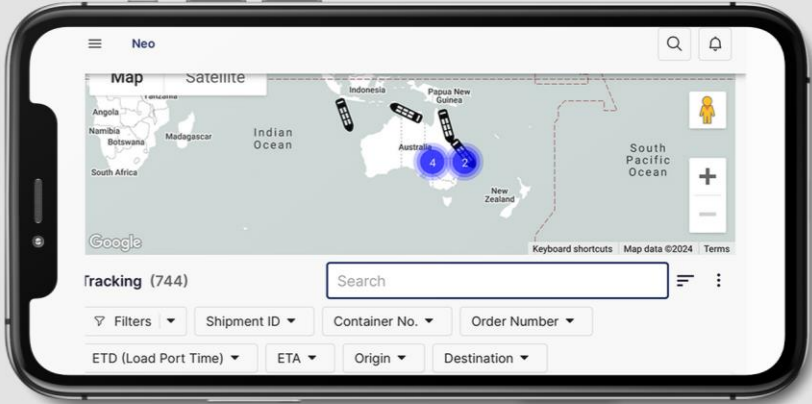 Neo
Map Satellite
Indonesia Papua New
Guinea
Tanzania
Angola
Namibia
Botswana Madagascar
Indian
Ocean
Australia
4 2
South
Pacific
Ocean
South Africa
New
Zealand
Google
Keyboard shortcuts Map data ©2024 Terms
Tracking (744)
Search
Filters Shipment ID Container No. Order Number
ETD (Load Port Time) ETA Origin Destination